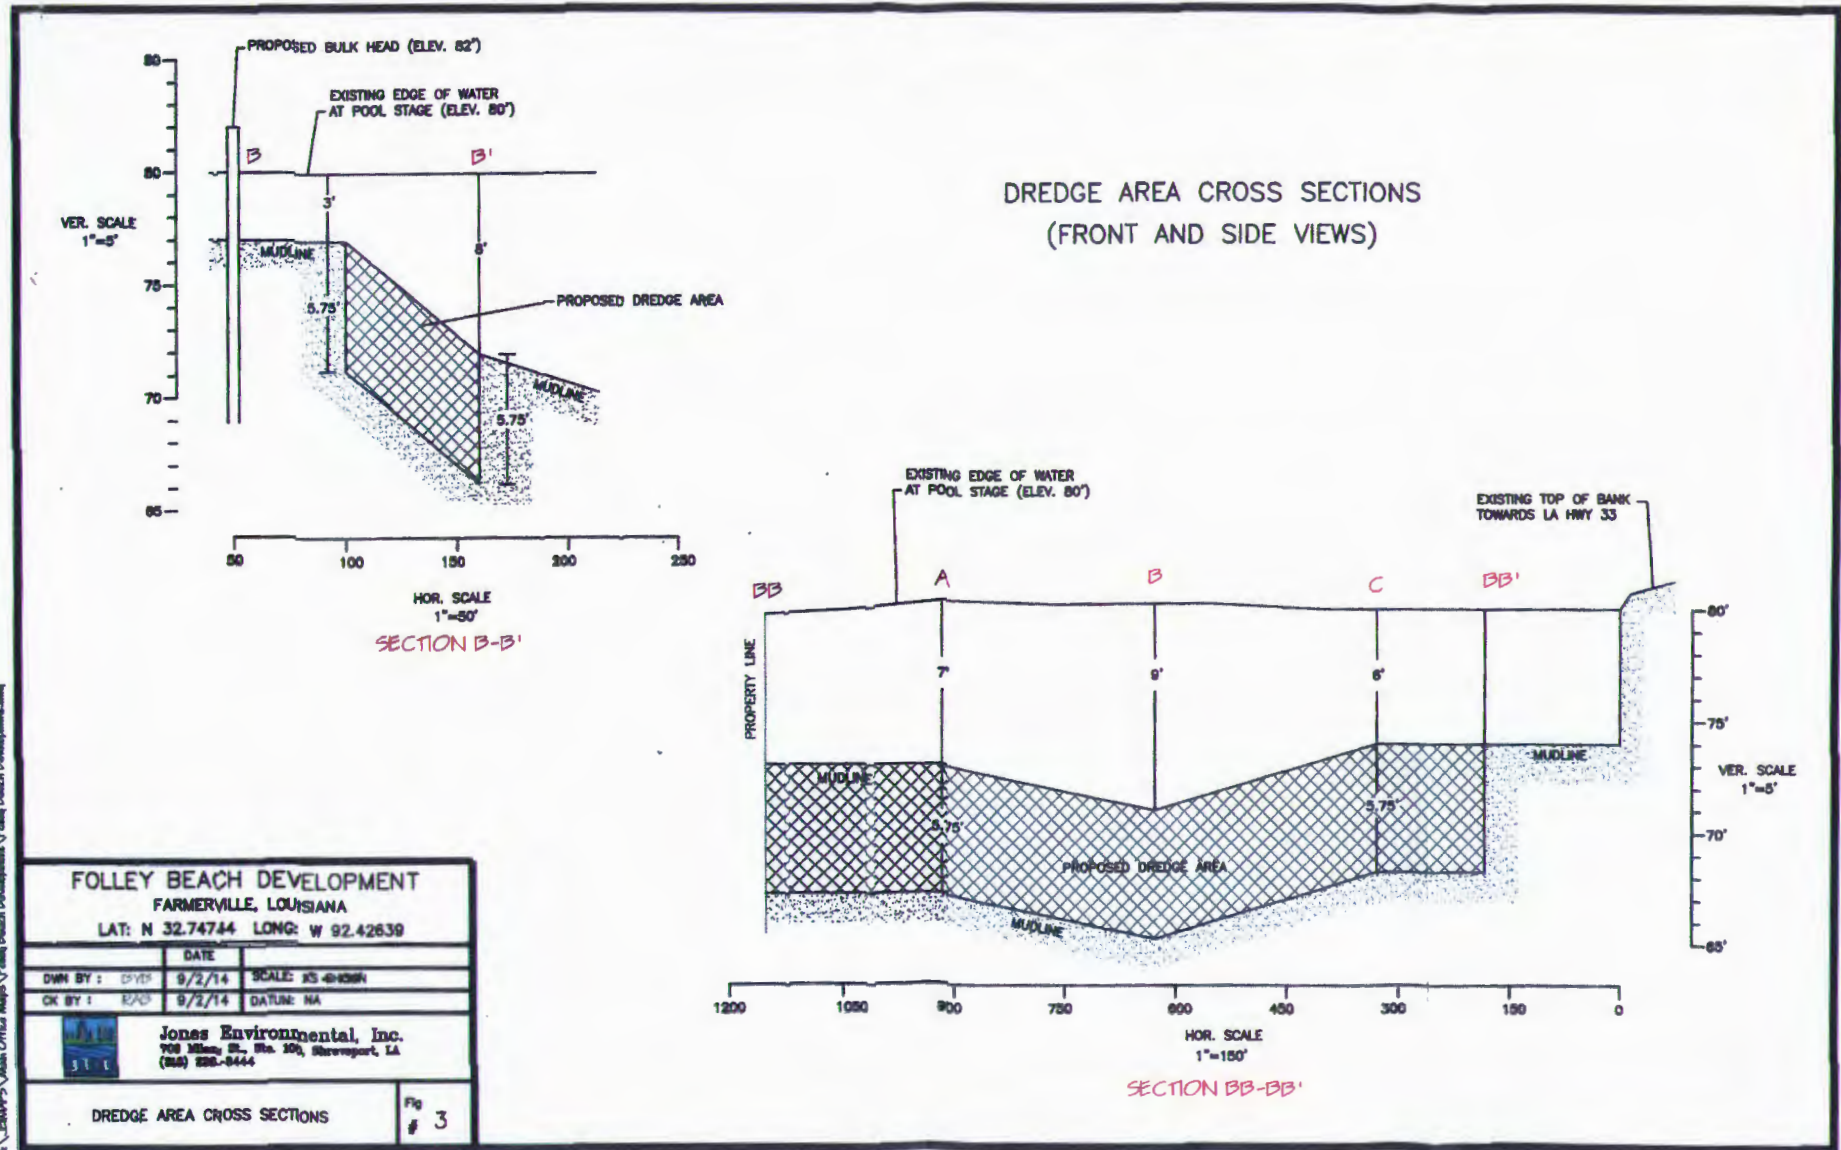 PROPOSED BULK HEAD (ELEV. 82')
EXISTING EDGE OF WATER
AT POOL STAGE (ELEV. 80')
80
B
B'
80
3'
8'
VER. SCALE
1"=5'
MUDLINE
75
5.75'
PROPOSED DREDGE AREA
MUDLINE
70
5.75'
65
50
100
150
200
250
HOR. SCALE
1"=50'
SECTION B-B'
DREDGE AREA CROSS SECTIONS
(FRONT AND SIDE VIEWS)
EXISTING EDGE OF WATER
AT POOL STAGE (ELEV. 80')
EXISTING TOP OF BANK
TOWARDS LA HWY 33
BB
A
B
C
BB'
80'
PROPERTY LINE
7'
9'
6'
75'
MUDLINE
MUDLINE
VER. SCALE
1"=5'
5.75'
5.75'
70'
PROPOSED DREDGE AREA
MUDLINE
65'
1200
1050
900
750
600
450
300
150
0
HOR. SCALE
1"=150'
SECTION BB-BB'
FOLLEY BEACH DEVELOPMENT
FARMERVILLE, LOUISIANA
LAT: N 32.74744 LONG: W 92.42639
DATE
DWN BY : 9/2/14 SCALE:
CK BY : 9/2/14 DATUM: NA
Jones Environmental, Inc.
Shreveport, LA
DREDGE AREA CROSS SECTIONS
Fig
# 3